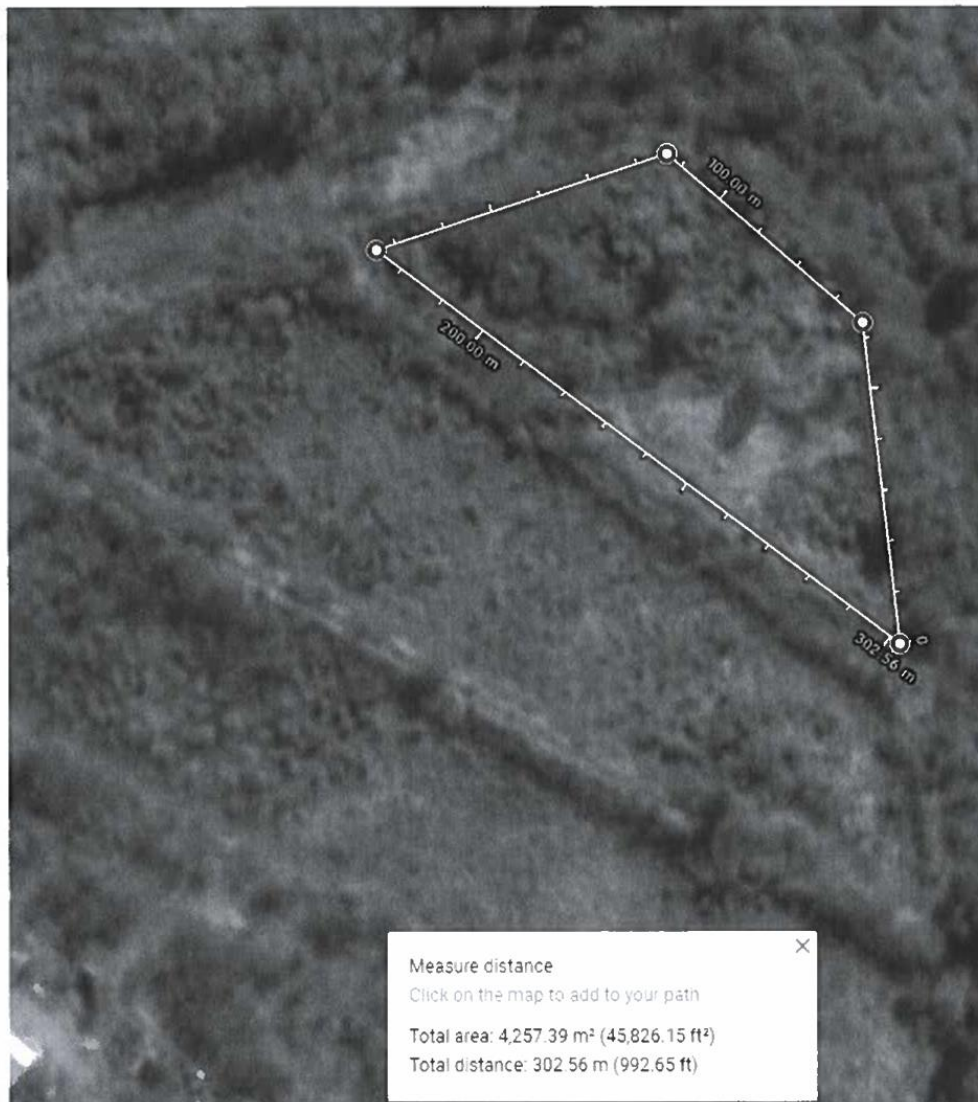 100.00 m
200.00 m
0
302.56 m
Measure distance
Click on the map to add to your path
Total area: 4,257.39 m² (45,826.15 ft²)
Total distance: 302.56 m (992.65 ft)